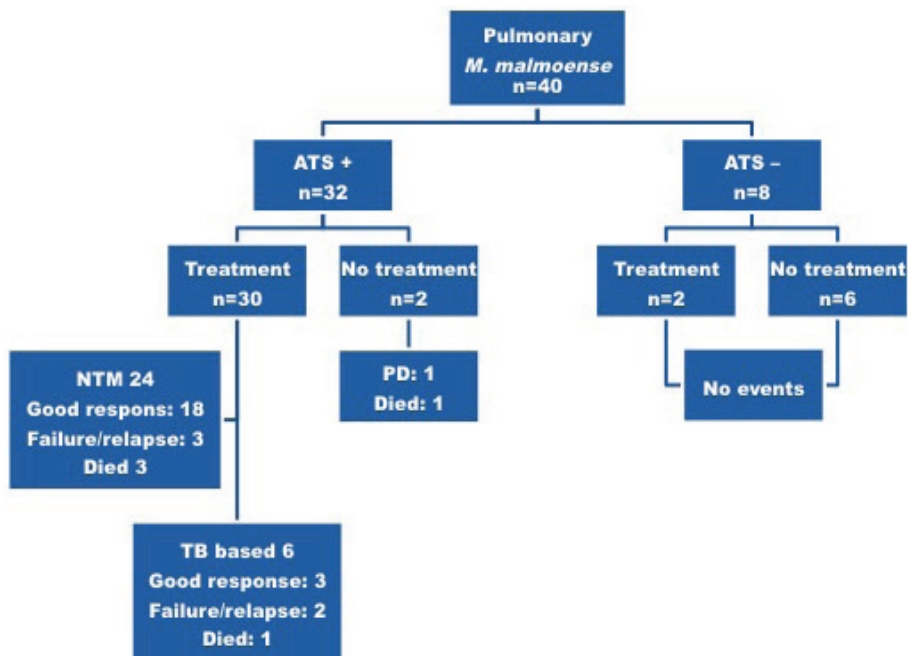 Pulmonary
M. malmoense
n=40
ATS +
n=32
ATS –
n=8
Treatment
n=30
No treatment
n=2
Treatment
n=2
No treatment
n=6
NTM 24
Good respons: 18
Failure/relapse: 3
Died 3
PD: 1
Died: 1
No events
TB based 6
Good response: 3
Failure/relapse: 2
Died: 1